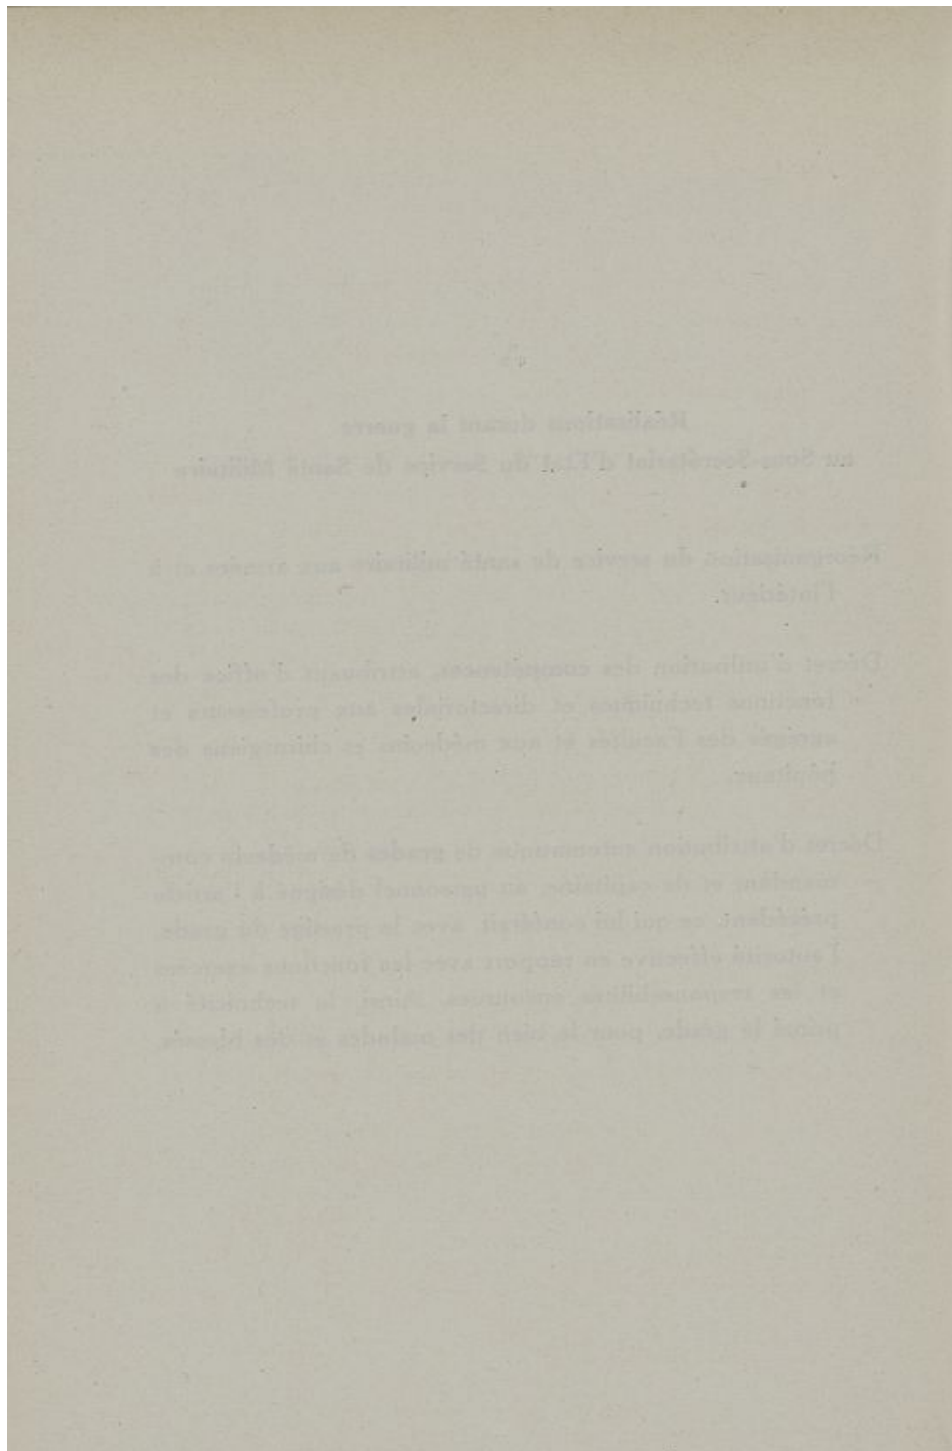 Réalisations durant la guerre
au Sous-Secrétariat d'Etat du Service de Santé Militaire
Réorganisation du service de santé militaire aux armées et à
l'intérieur.
Décret d'utilisation des compétences, attribuant d'office des
fonctions techniques et directoriales aux professeurs et
agrégés des Facultés et aux médecins et chirurgiens des
hôpitaux.
Décret d'attribution automatique de grades de médecin com-
mandant et de capitaine, au personnel désigné à l'article
précédent, ce qui lui conférait, avec le prestige du grade,
l'autorité effective en rapport avec les fonctions exercées
et les responsabilités encourues. Ainsi, la technicité a
primé le grade, pour le bien des malades et des blessés.